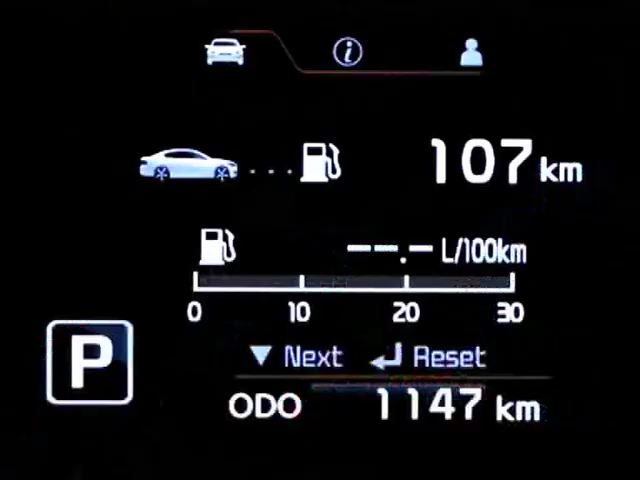 107 km
--.- L/100km
0 10 20 30
P
▼ Next ↵ Reset
ODO 1147 km